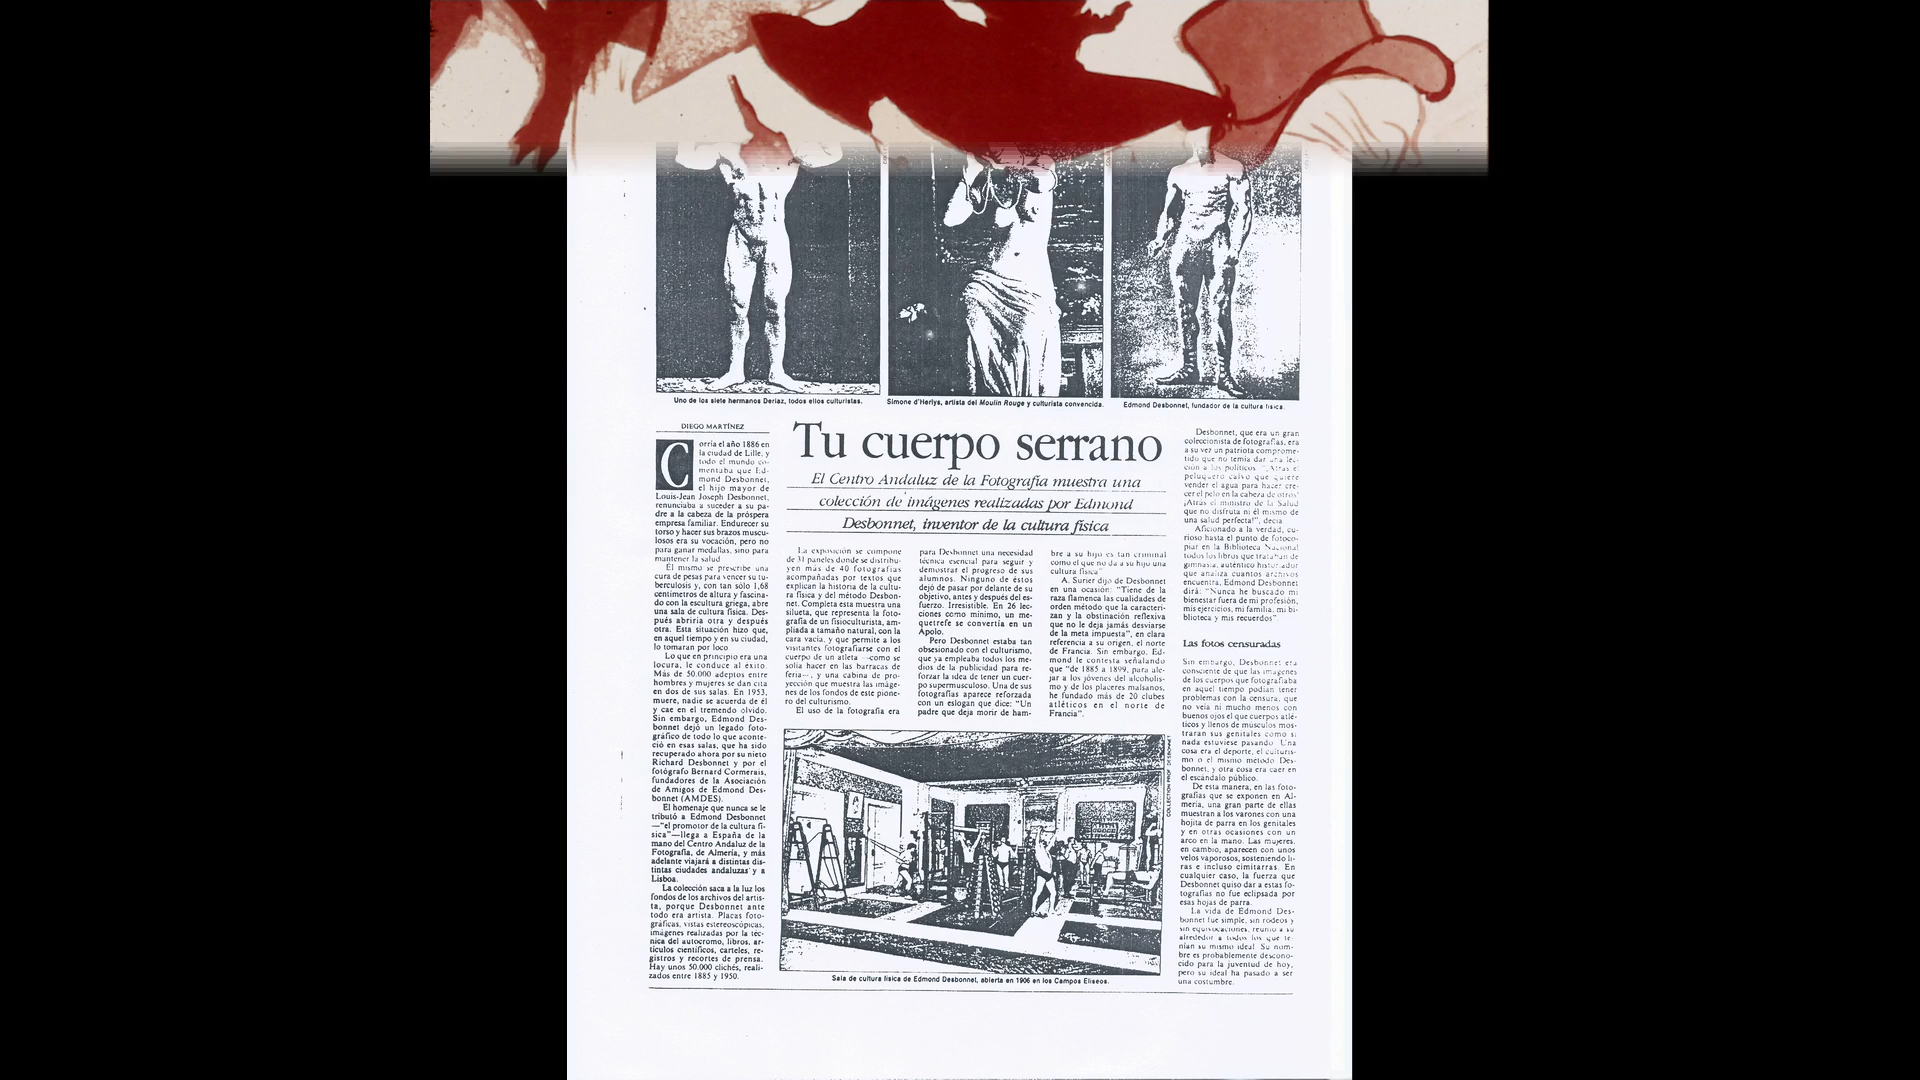 Uno de los siete hermanos Deriaz, todos ellos culturistas.
Simone d'Herlys, artista del Moulin Rouge y culturista convencida.
Edmond Desbonnet, fundador de la cultura física.
Tu cuerpo serrano
El Centro Andaluz de la Fotografía muestra una
colección de imágenes realizadas por Edmond
Desbonnet, inventor de la cultura física
DIEGO MARTÍNEZ
Corría el año 1886 en
la ciudad de Lille, y
todo el mundo co-
mentaba que Ed-
mond Desbonnet,
el hijo mayor de
Louis-Jean Joseph Desbonnet,
renunciaba a suceder a su pa-
dre a la cabeza de la próspera
empresa familiar. Endurecer su
torso y hacer sus brazos muscu-
losos era su vocación, pero no
para ganar medallas, sino para
mantener la salud
El mismo se prescribe una
cura de pesas para vencer su tu-
berculosis y, con tan sólo 1,68
centímetros de altura y fascina-
do con la escultura griega, abre
una sala de cultura física. Des-
pués abriría otra y después
otra. Esta situación hizo que,
en aquel tiempo y en su ciudad,
lo tomaran por loco
Lo que en principio era una
locura, le conduce al éxito.
Más de 50.000 adeptos entre
hombres y mujeres se dan cita
en dos de sus salas. En 1953,
muere, nadie se acuerda de él
y cae en el tremendo olvido.
Sin embargo, Edmond Des-
bonnet dejó un legado foto-
gráfico de todo lo que aconte-
ció en esas salas, que ha sido
recuperado ahora por su nieto
Richard Desbonnet y por el
fotógrafo Bernard Cormerais,
fundadores de la Asociación
de Amigos de Edmond Des-
bonnet (AMDES).
El homenaje que nunca se le
tributó a Edmond Desbonnet
—"el promotor de la cultura fí-
sica"— llega a España de la
mano del Centro Andaluz de la
Fotografía, de Almería, y más
adelante viajará a distintas dis-
tintas ciudades andaluzas y a
Lisboa.
La colección saca a la luz los
fondos de los archivos del artis-
ta, porque Desbonnet ante
todo era artista. Placas foto-
gráficas, vistas estereoscópicas,
imágenes realizadas por la téc-
nica del autocromo, libros, ar-
tículos científicos, carteles, re-
gistros y recortes de prensa.
Hay unos 50.000 clichés, reali-
zados entre 1885 y 1950.
La exposición se compone
de 31 paneles donde se distribu-
yen más de 40 fotografías
acompañadas por textos que
explican la historia de la cultu-
ra física y del método Desbon-
net. Completa esta muestra una
silueta, que representa la foto-
grafía de un fisioculturista, am-
pliada a tamaño natural, con la
cara vacía, y que permite a los
visitantes fotografiarse con el
cuerpo de un atleta —como se
solía hacer en las barracas de
feria—, y una cabina de pro-
yección que muestra las imáge-
nes de los fondos de este pione-
ro del culturismo.
El uso de la fotografía era
para Desbonnet una necesidad
técnica esencial para seguir y
demostrar el progreso de sus
alumnos. Ninguno de éstos
dejó de pasar por delante de su
objetivo, antes y después del es-
fuerzo. Irresistible. En 26 lec-
ciones como mínimo, un me-
quetrefe se convertía en un
Apolo.
Pero Desbonnet estaba tan
obsesionado con el culturismo,
que ya empleaba todos los me-
dios de la publicidad para re-
forzar la idea de tener un cuer-
po supermusculoso. Una de sus
fotografías aparece reforzada
con un eslogan que dice: "Un
padre que deja morir de ham-
bre a su hijo es tan criminal
como el que no da a su hijo una
cultura física"
A. Surier dijo de Desbonnet
en una ocasión: "Tiene de la
raza flamenca las cualidades de
orden método que la caracteri-
zan y la obstinación reflexiva
que no le deja jamás desviarse
de la meta impuesta", en clara
referencia a su origen, el norte
de Francia. Sin embargo, Ed-
mond le contesta señalando
que "de 1885 a 1899, para ale-
jar a los jóvenes del alcoholis-
mo y de los placeres malsanos,
he fundado más de 20 clubes
atléticos en el norte de
Francia".
COLLECTION PROF. DESBONNET
Sala de cultura física de Edmond Desbonnet, abierta en 1906 en los Campos Elíseos.
Desbonnet, que era un gran
coleccionista de fotografías, era
a su vez un patriota comprome-
tido que no temía dar una lec-
ción a los políticos. "¡Atrás el
peluquero calvo que quiere
vender el agua para hacer cre-
cer el pelo en la cabeza de otros!
¡Atrás el ministro de la Salud
que no disfruta ni él mismo de
una salud perfecta!", decía
Aficionado a la verdad, cu-
rioso hasta el punto de fotoco-
piar en la Biblioteca Nacional
todos los libros que trataban de
gimnasia, auténtico historiador
que analiza cuantos archivos
encuentra, Edmond Desbonnet
dirá: "Nunca he buscado mi
bienestar fuera de mi profesión,
mis ejercicios, mi familia, mi bi-
blioteca y mis recuerdos"
Las fotos censuradas
Sin embargo, Desbonnet era
consciente de que las imágenes
de los cuerpos que fotografiaba
en aquel tiempo podían tener
problemas con la censura, que
no veía ni mucho menos con
buenos ojos el que cuerpos atlé-
ticos y llenos de músculos mos-
traran sus genitales como si
nada estuviese pasando. Una
cosa era el deporte, el culturis-
mo o el mismo método Des-
bonnet, y otra cosa era caer en
el escándalo público.
De esta manera, en las foto-
grafías que se exponen en Al-
mería, una gran parte de ellas
muestran a los varones con una
hojita de parra en los genitales
y en otras ocasiones con un
arco en la mano. Las mujeres,
en cambio, aparecen con unos
velos vaporosos, sosteniendo li-
ras e incluso cimitarras. En
cualquier caso, la fuerza que
Desbonnet quiso dar a estas fo-
tografías no fue eclipsada por
esas hojas de parra.
La vida de Edmond Des-
bonnet fue simple, sin rodeos y
sin equivocaciones, reunió a su
alrededor a todos los que te-
nían su mismo ideal. Su nom-
bre es probablemente descono-
cido para la juventud de hoy,
pero su ideal ha pasado a ser
una costumbre.